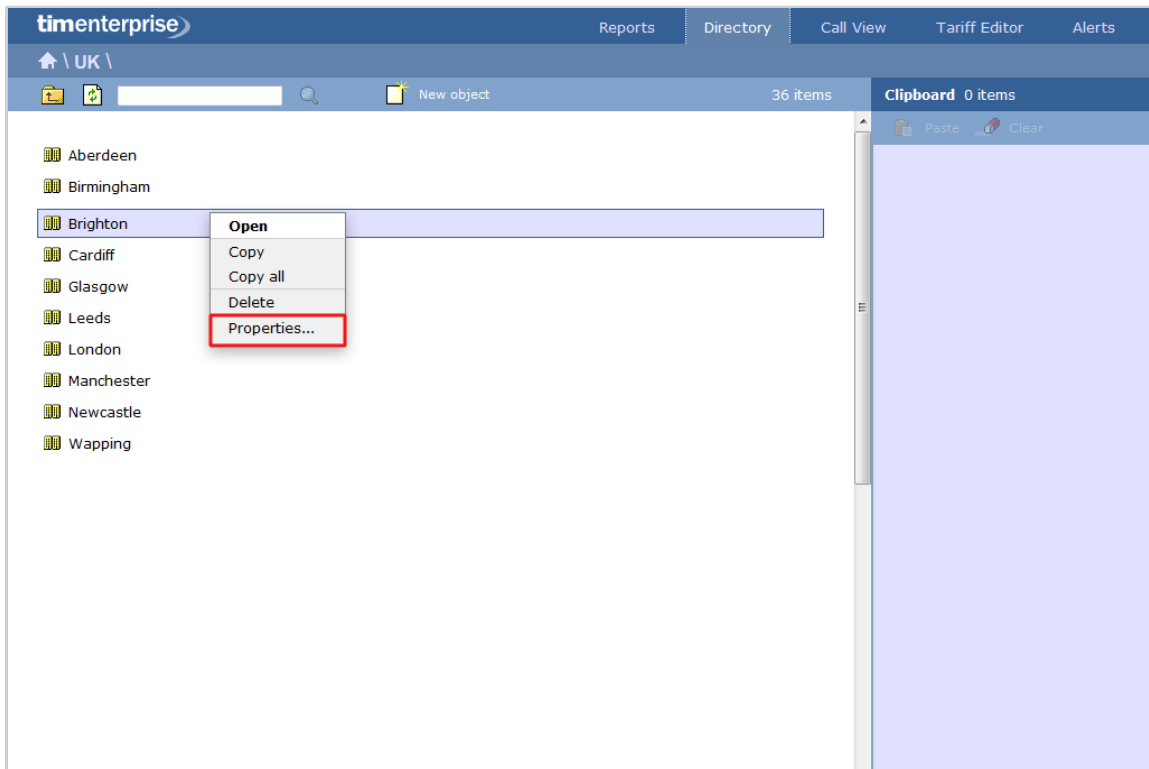 timenterprise
Reports Directory Call View Tariff Editor Alerts
\ UK \
New object 36 items Clipboard 0 items
Paste Clear
Aberdeen
Birmingham
Brighton
Open
Cardiff
Copy
Glasgow
Copy all
Leeds
Delete
London
Properties...
Manchester
Newcastle
Wapping